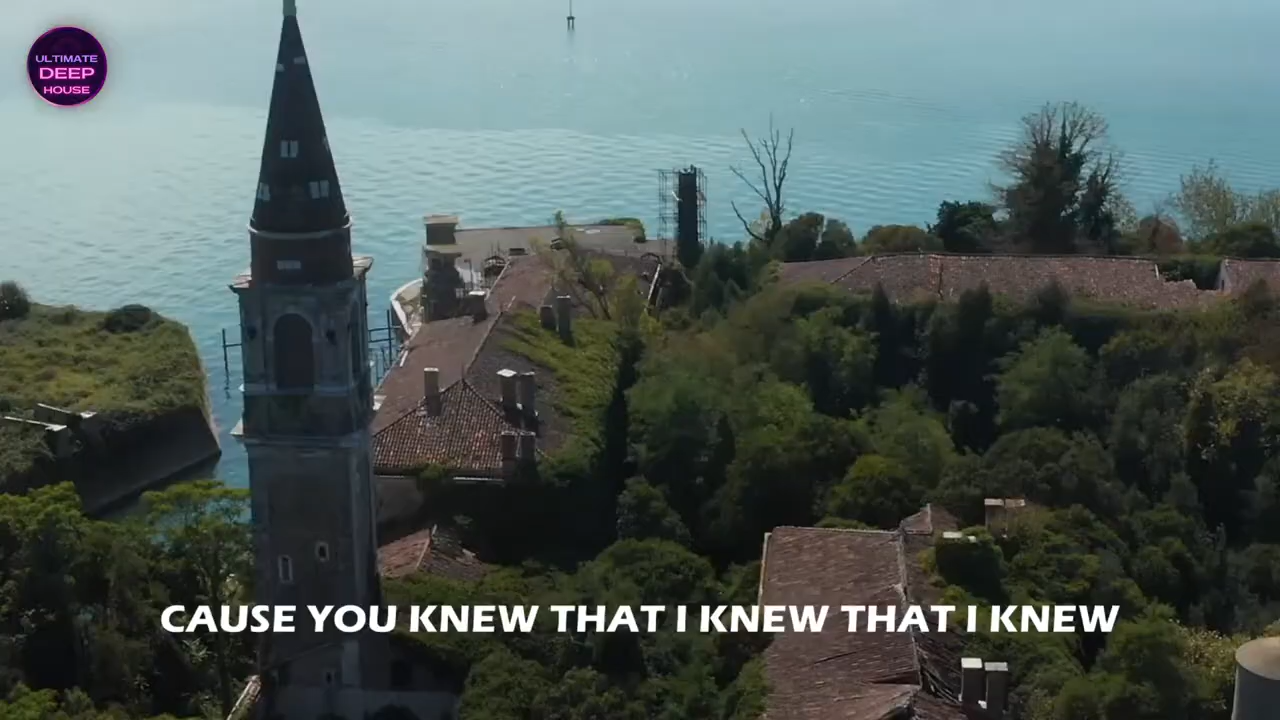 ULTIMATE
DEEP
HOUSE
CAUSE YOU KNEW THAT I KNEW THAT I KNEW